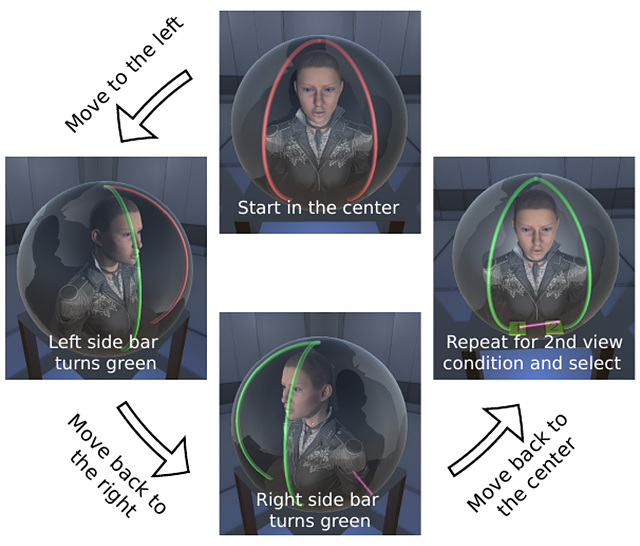 Move to the left
Start in the center
Left side bar
turns green
Move back to
the right
Right side bar
turns green
Move back to
the center
Repeat for 2nd view
condition and select